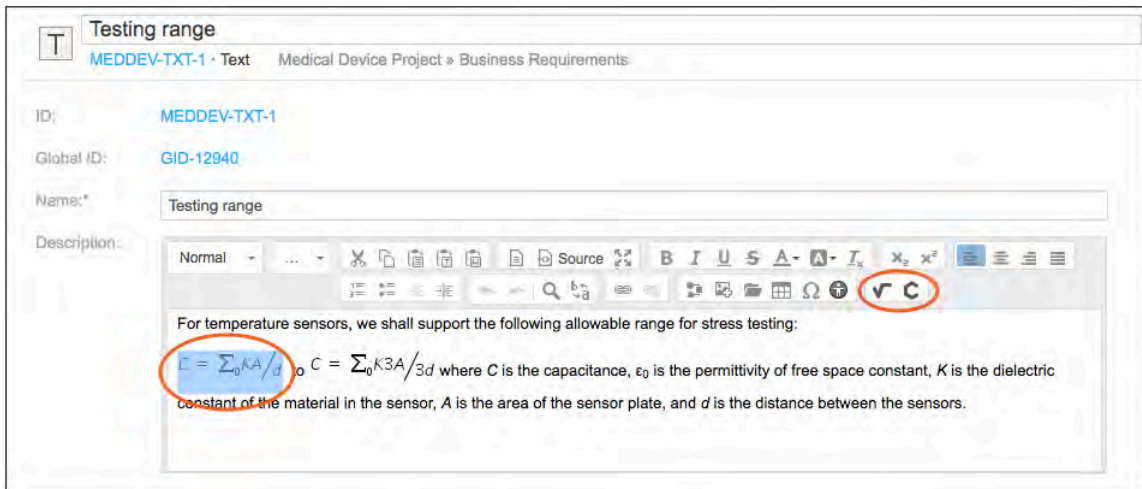 T
Testing range
MEDDEV-TXT-1 · Text Medical Device Project » Business Requirements
ID: MEDDEV-TXT-1
Global ID: GID-12940
Name:* Testing range
Description:
Normal ... Source B I U S A A Tx x₂ x²
Ω √ C
For temperature sensors, we shall support the following allowable range for stress testing:
C = ∑₀KA/d to C = ∑₀K3A/3d where C is the capacitance, ε₀ is the permittivity of free space constant, K is the dielectric
constant of the material in the sensor, A is the area of the sensor plate, and d is the distance between the sensors.